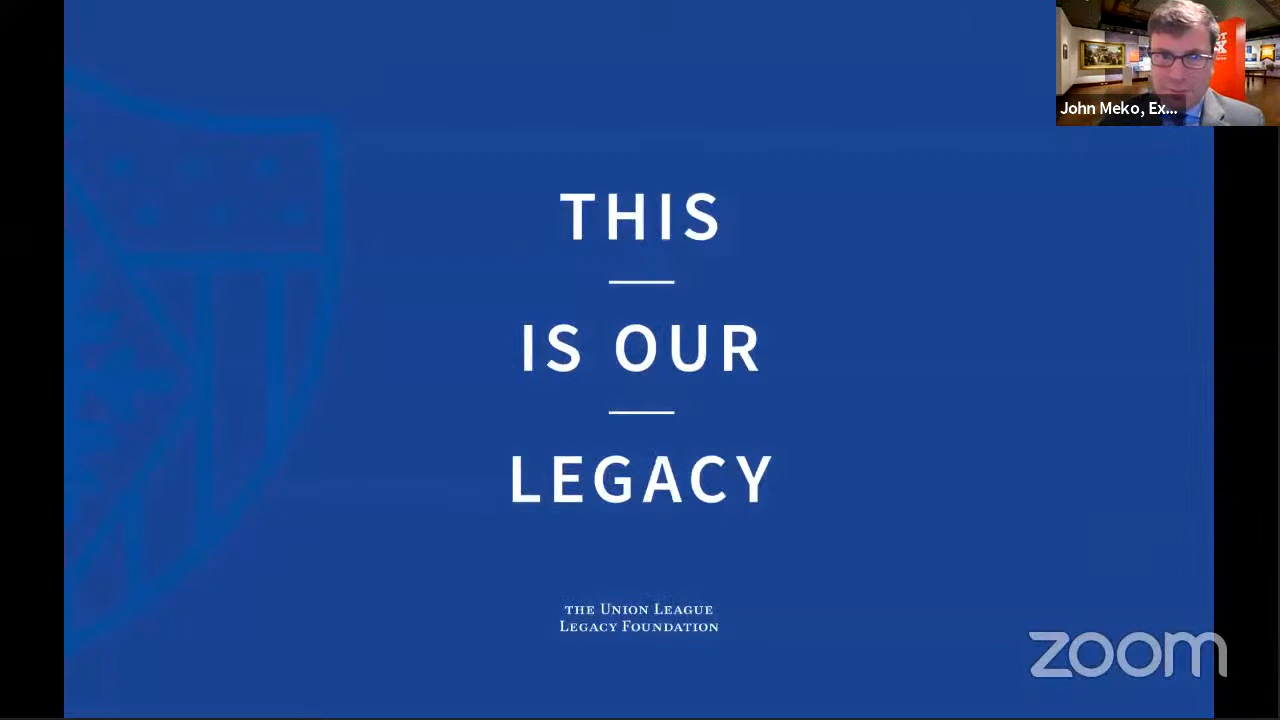 THIS
IS OUR
LEGACY
THE UNION LEAGUE
LEGACY FOUNDATION
John Meko, Ex...
zoom